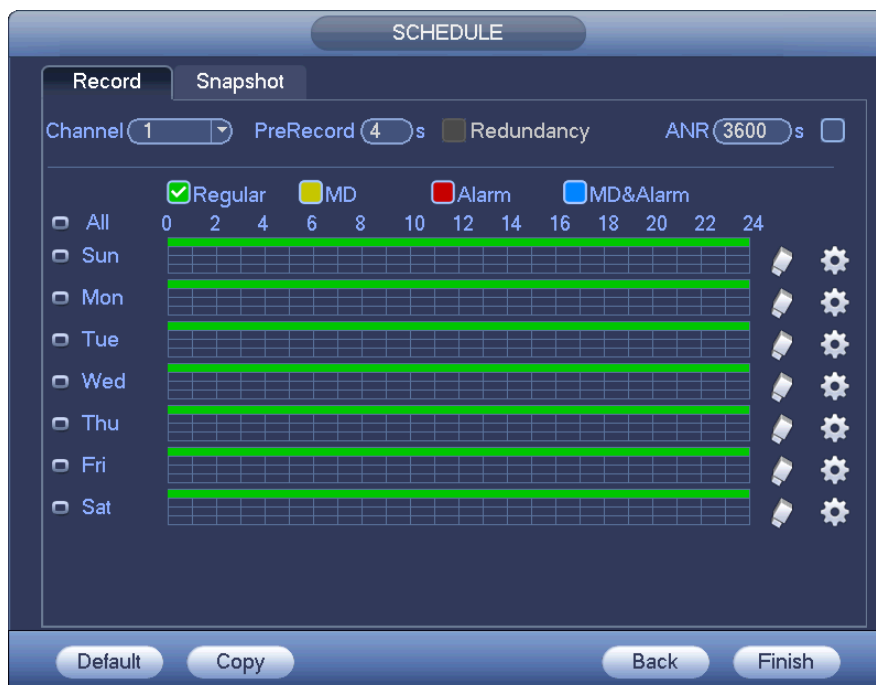 SCHEDULE
Record Snapshot
Channel 1 PreRecord 4 s Redundancy ANR 3600 s
Regular MD Alarm MD&Alarm
All 0 2 4 6 8 10 12 14 16 18 20 22 24
Sun
Mon
Tue
Wed
Thu
Fri
Sat
Default Copy Back Finish